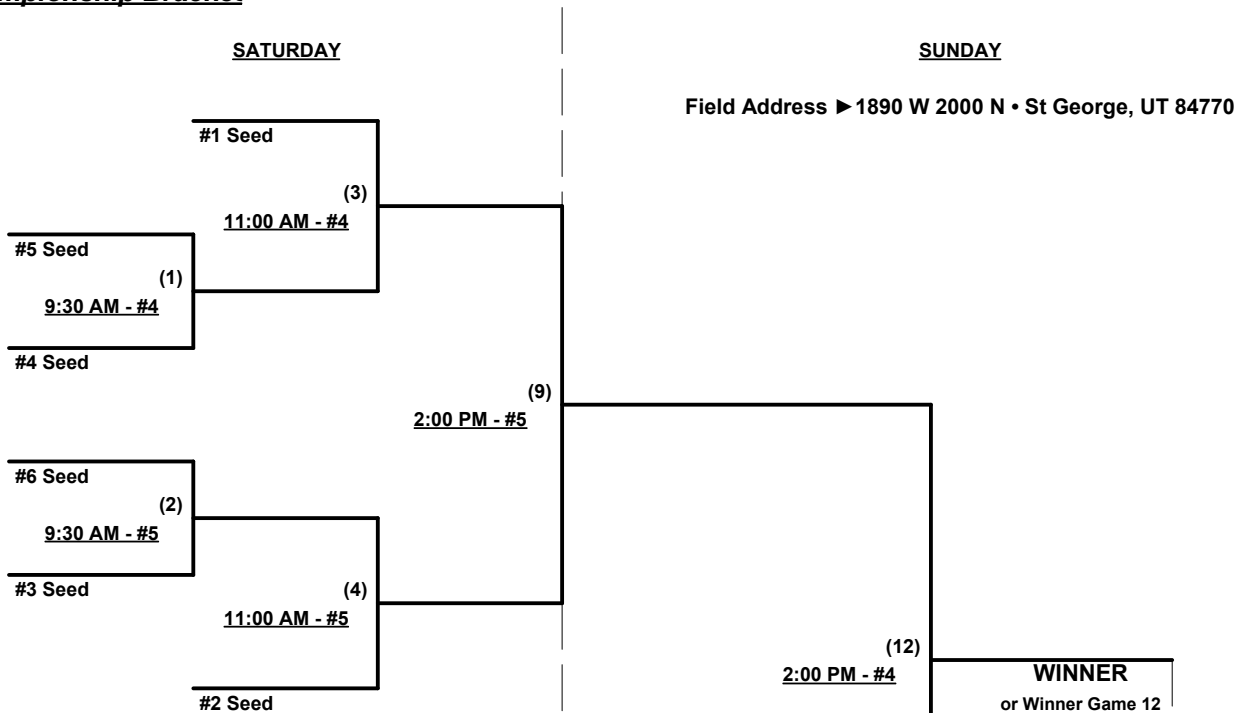 SATURDAY
SUNDAY
Field Address ►1890 W 2000 N • St George, UT 84770
#1 Seed
(3)
11:00 AM - #4
#5 Seed
(1)
9:30 AM - #4
#4 Seed
(9)
2:00 PM - #5
#6 Seed
(2)
9:30 AM - #5
#3 Seed
(4)
11:00 AM - #5
#2 Seed
(12)
2:00 PM - #4
WINNER
or Winner Game 12